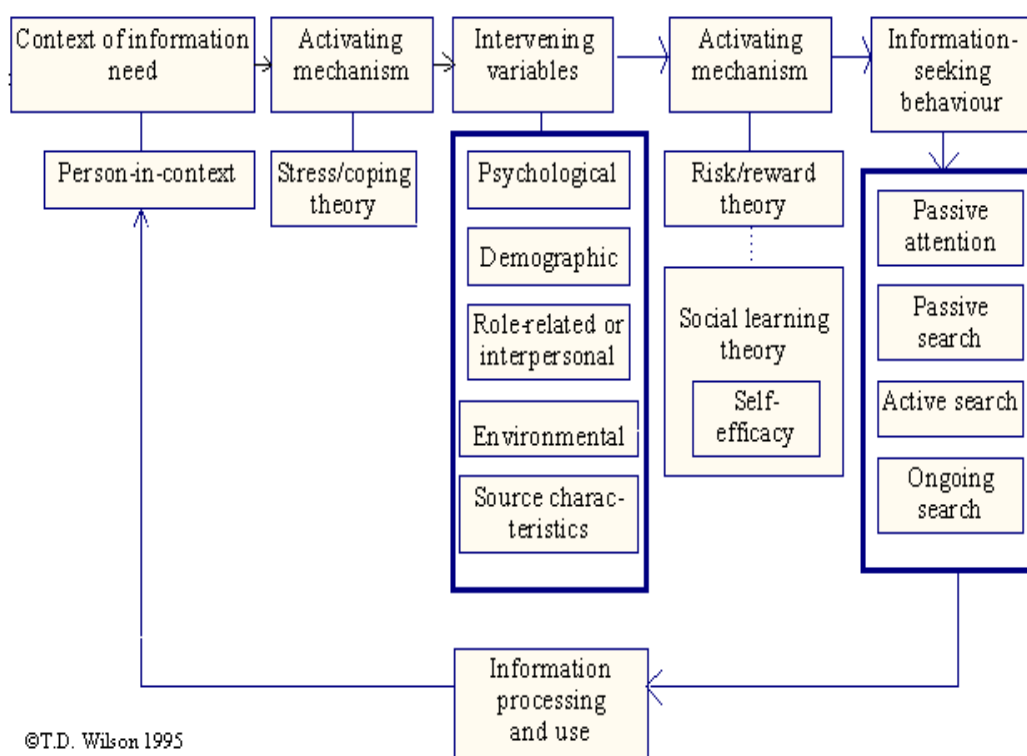 Context of information
need
Activating
mechanism
Intervening
variables
Activating
mechanism
Information-
seeking
behaviour
Person-in-context
Stress/coping
theory
Psychological
Demographic
Role-related or
interpersonal
Environmental
Source charac-
teristics
Risk/reward
theory
Social learning
theory
Self-
efficacy
Passive
attention
Passive
search
Active search
Ongoing
search
Information
processing
and use
©T.D. Wilson 1995